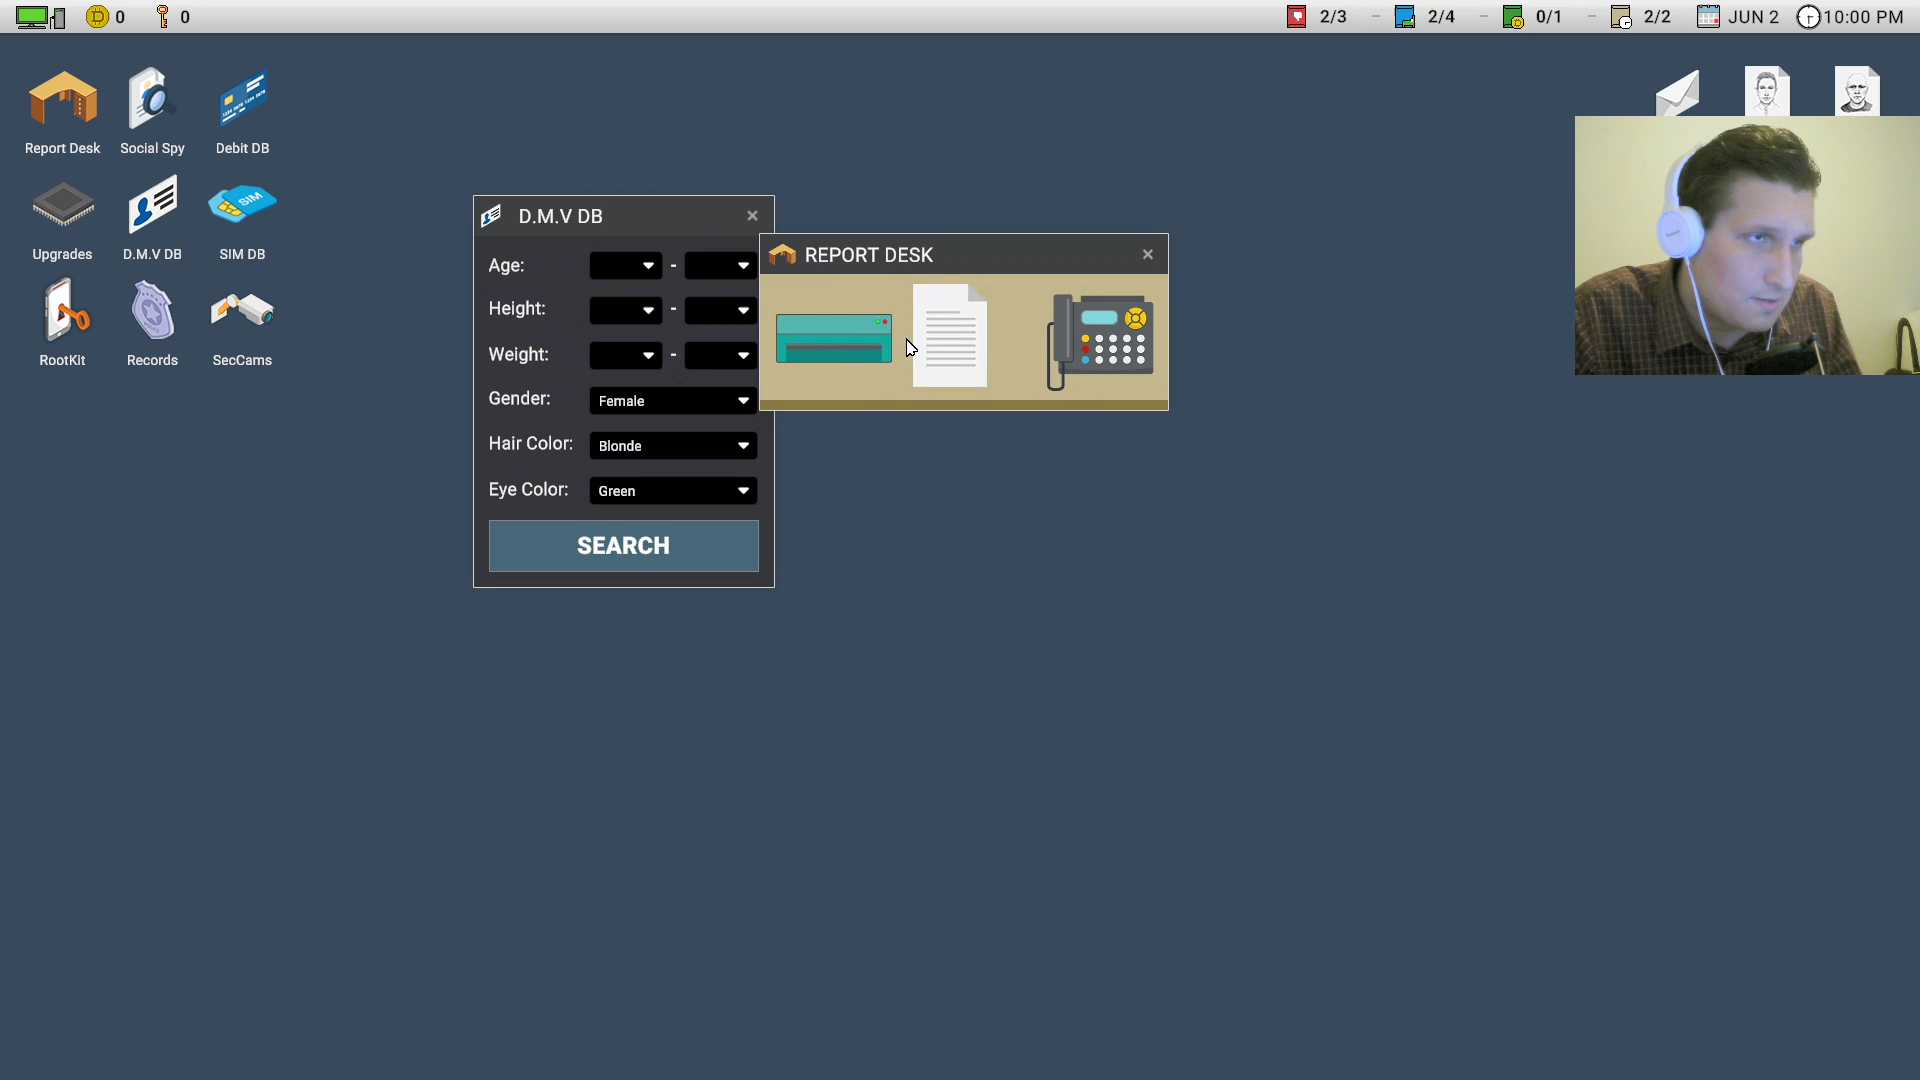 0 0 2/3 - 2/4 - 0/1 - 2/2 JUN 2 10:00 PM
Report Desk Social Spy Debit DB
Upgrades D.M.V DB SIM DB
RootKit Records SecCams
SIM
D.M.V DB
Age: -
Height: -
Weight: -
Gender: Female
Hair Color: Blonde
Eye Color: Green
SEARCH
REPORT DESK